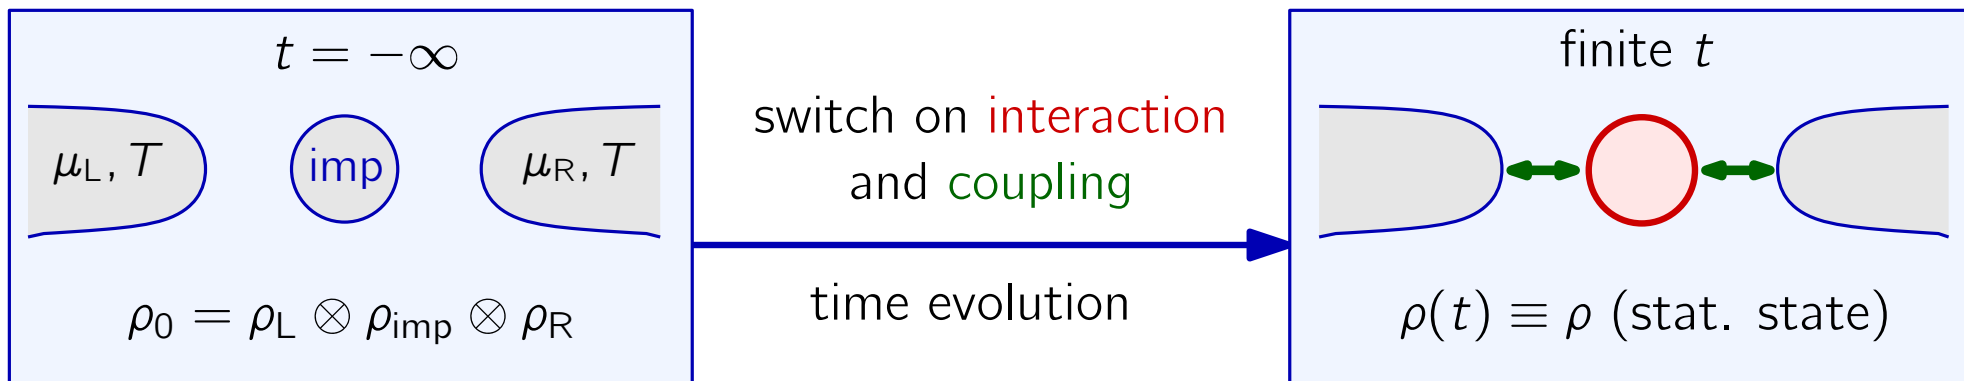 t = −∞
μL, T
imp
μR, T
ρ0 = ρL ⊗ ρimp ⊗ ρR
switch on interaction
and coupling
time evolution
finite t
ρ(t) ≡ ρ (stat. state)